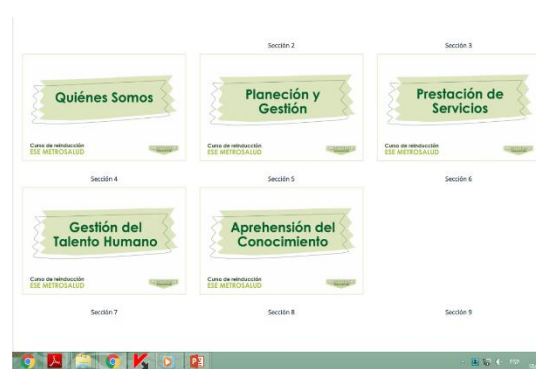 Sección 2
Sección 3
Quiénes Somos
Planeción y
Gestión
Prestación de
Servicios
Curso de reinducción
ESE METROSALUD
Curso de reinducción
ESE METROSALUD
Curso de reinducción
ESE METROSALUD
Sección 4
Sección 5
Sección 6
Gestión del
Talento Humano
Aprehensión del
Conocimiento
Curso de reinducción
ESE METROSALUD
Curso de reinducción
ESE METROSALUD
Sección 7
Sección 8
Sección 9